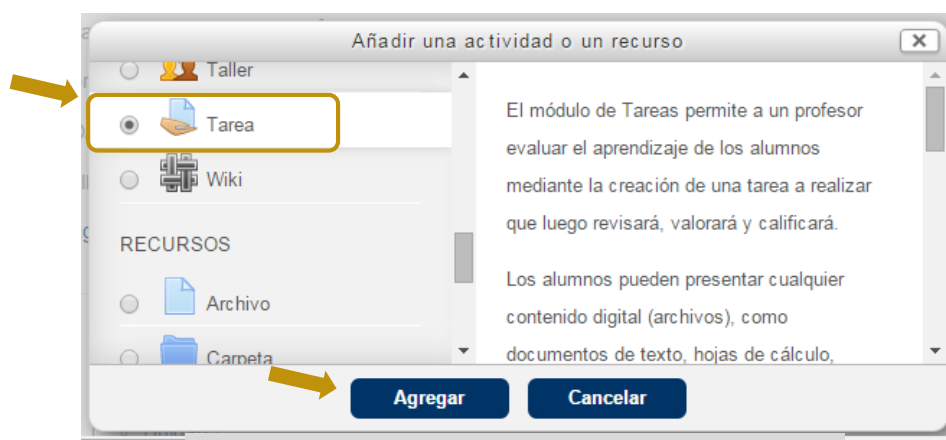 Añadir una actividad o un recurso
Taller
Tarea
Wiki
RECURSOS
Archivo
Carpeta
El módulo de Tareas permite a un profesor
evaluar el aprendizaje de los alumnos
mediante la creación de una tarea a realizar
que luego revisará, valorará y calificará.
Los alumnos pueden presentar cualquier
contenido digital (archivos), como
documentos de texto, hojas de cálculo,
Agregar
Cancelar